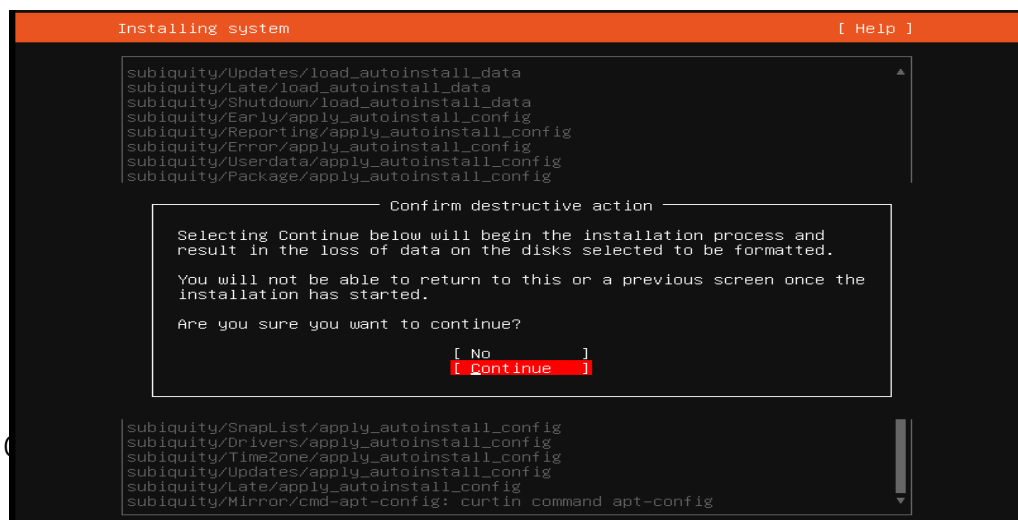 Installing system [ Help ]
subiquity/Updates/load_autoinstall_data
subiquity/Late/load_autoinstall_data
subiquity/Shutdown/load_autoinstall_data
subiquity/Early/apply_autoinstall_config
subiquity/Reporting/apply_autoinstall_config
subiquity/Error/apply_autoinstall_config
subiquity/Userdata/apply_autoinstall_config
subiquity/Package/apply_autoinstall_config
Confirm destructive action
Selecting Continue below will begin the installation process and
result in the loss of data on the disks selected to be formatted.
You will not be able to return to this or a previous screen once the
installation has started.
Are you sure you want to continue?
[ No ]
[ Continue ]
subiquity/SnapList/apply_autoinstall_config
subiquity/Drivers/apply_autoinstall_config
subiquity/TimeZone/apply_autoinstall_config
subiquity/Updates/apply_autoinstall_config
subiquity/Late/apply_autoinstall_config
subiquity/Mirror/cmd-apt-config: curtin command apt-config